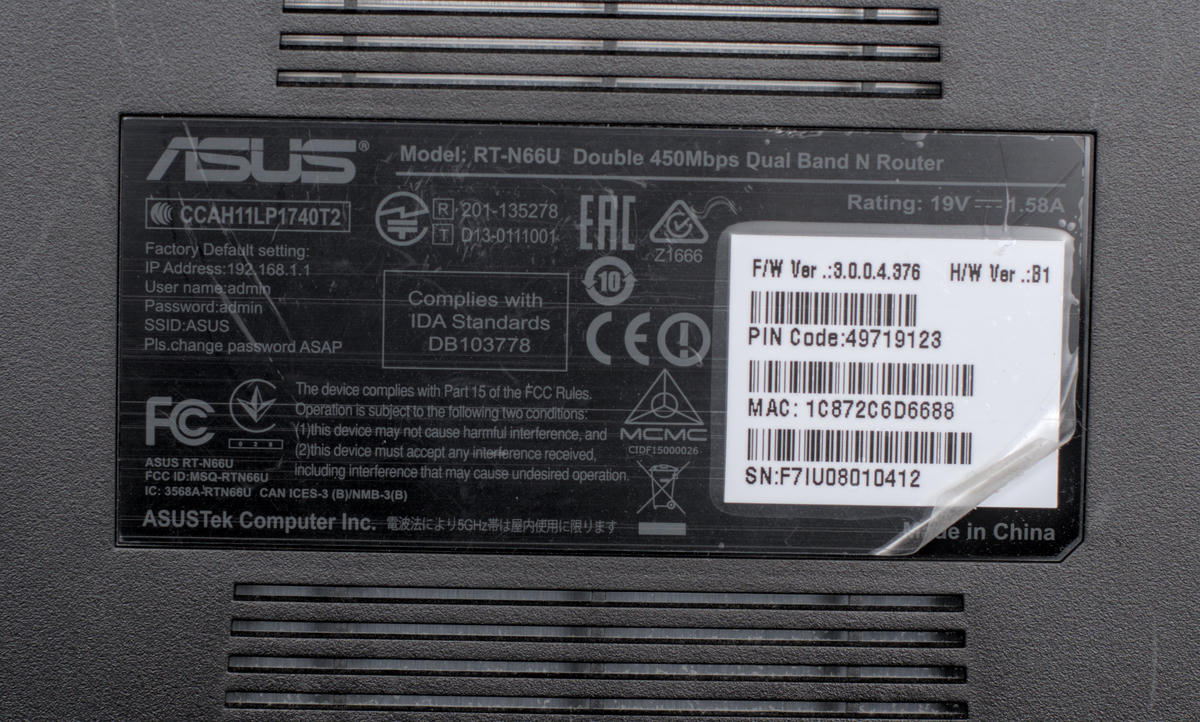 ASUS®
Model: RT-N66U Double 450Mbps Dual Band N Router
Rating: 19V 1.58A
CCAH11LP1740T2
R 201-135278
T D13-0111001
EAC
Z1666
Factory Default setting:
IP Address:192.168.1.1
User name:admin
Password:admin
SSID:ASUS
Pls.change password ASAP
Complies with
IDA Standards
DB103778
10
CE
F/W Ver .:3.0.0.4.376 H/W Ver .:B1
PIN Code:49719123
MAC: 1C872C6D6688
SN:F7IU08010412
FC
The device complies with Part 15 of the FCC Rules.
Operation is subject to the following two conditions:
(1)this device may not cause harmful interference, and
(2)this device must accept any interference received,
including interference that may cause undesired operation.
MCMC
CIDF15000026
ASUS RT-N66U
FCC ID:MSQ-RTN66U
IC: 3568A-RTN66U CAN ICES-3 (B)/NMB-3(B)
ASUSTek Computer Inc. 電波法により5GHz帯は屋内使用に限ります
Made in China